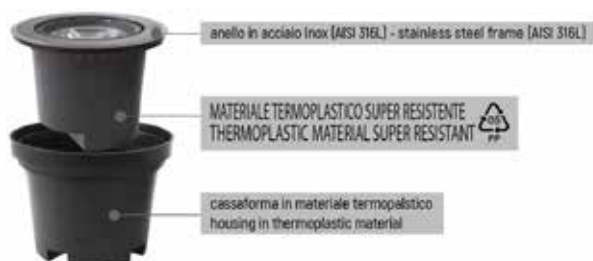 anello in acciaio Inox [AISI 316L] - stainless steel frame [AISI 316L]
MATERIALE TERMOPLASTICO SUPER RESISTENTE
THERMOPLASTIC MATERIAL SUPER RESISTANT
05
PP
cassaforma in materiale termopalstico
housing in thermoplastic material